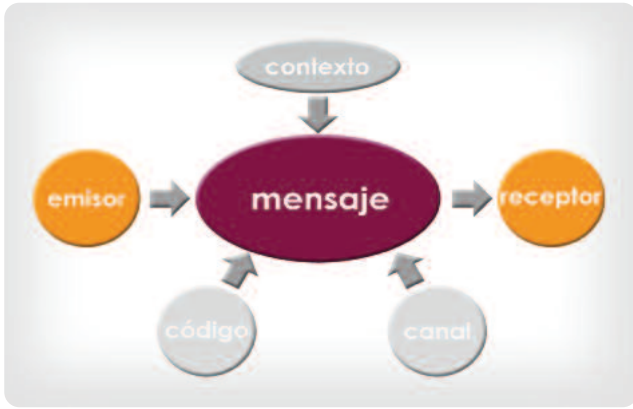 contexto
emisor
mensaje
receptor
código
canal